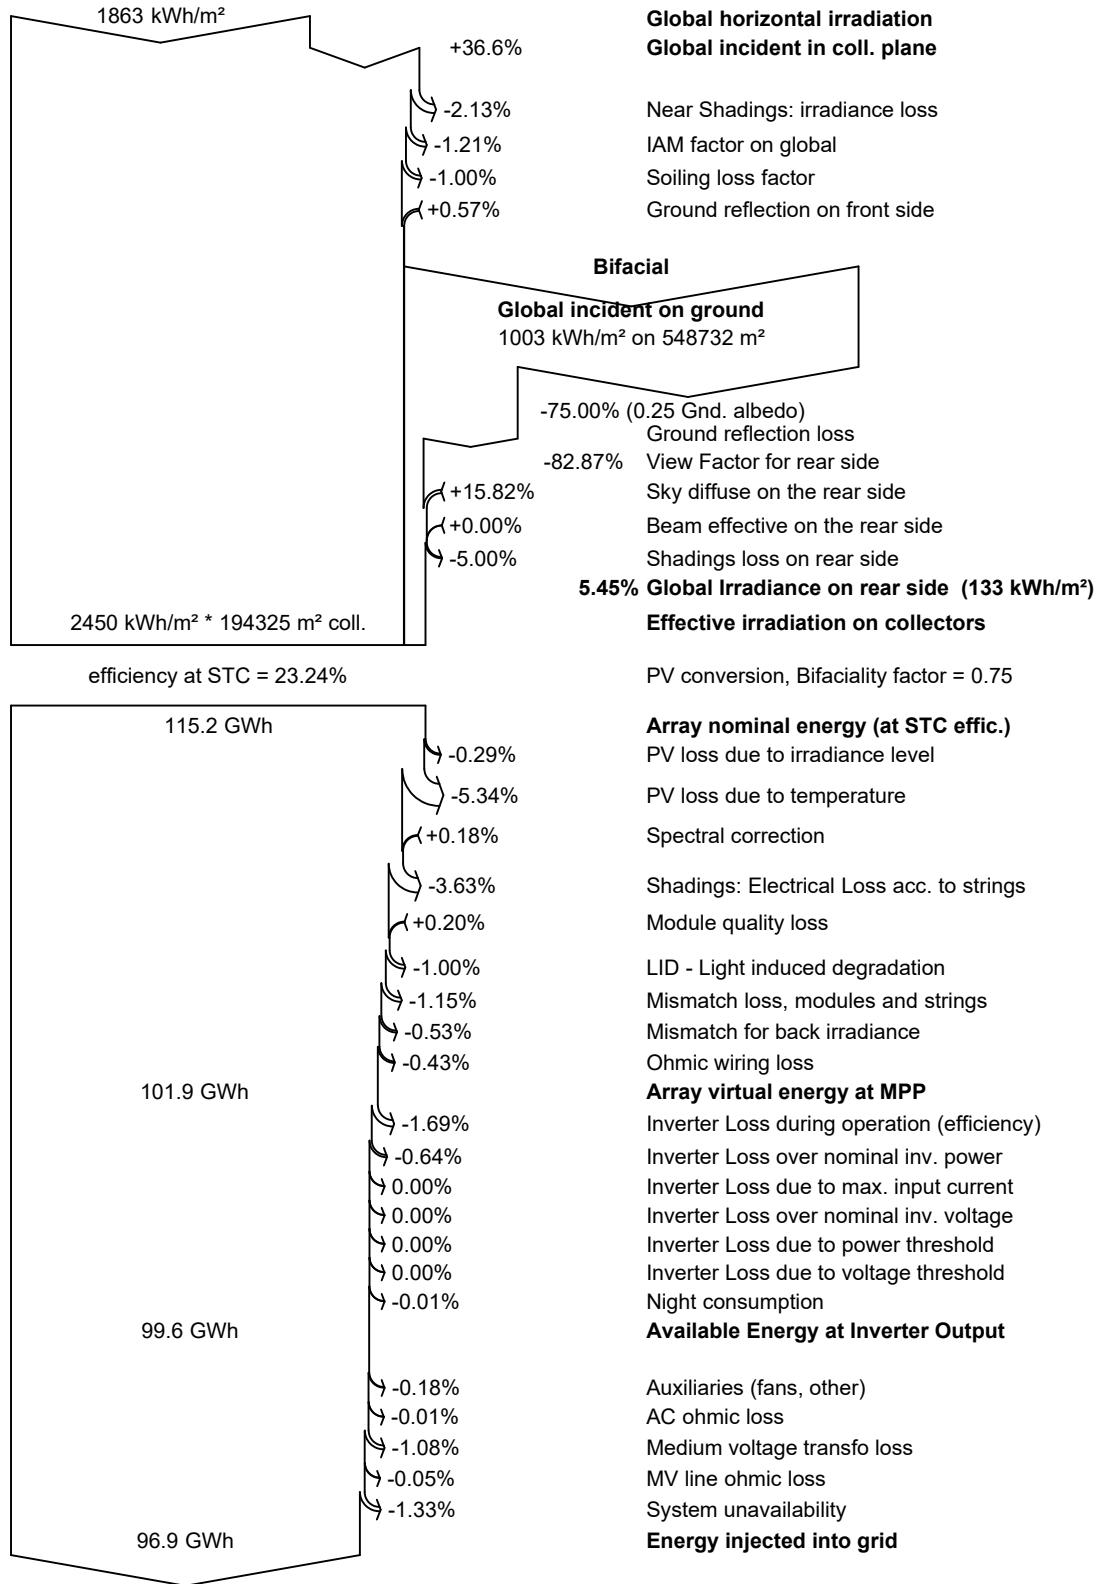 1863 kWh/m² Global horizontal irradiation
+36.6% Global incident in coll. plane
-2.13% Near Shadings: irradiance loss
-1.21% IAM factor on global
-1.00% Soiling loss factor
+0.57% Ground reflection on front side
Bifacial
Global incident on ground
1003 kWh/m² on 548732 m²
-75.00% (0.25 Gnd. albedo)
Ground reflection loss
-82.87% View Factor for rear side
+15.82% Sky diffuse on the rear side
+0.00% Beam effective on the rear side
-5.00% Shadings loss on rear side
5.45% Global Irradiance on rear side (133 kWh/m²)
2450 kWh/m² * 194325 m² coll. Effective irradiation on collectors
efficiency at STC = 23.24% PV conversion, Bifaciality factor = 0.75
115.2 GWh Array nominal energy (at STC effic.)
-0.29% PV loss due to irradiance level
-5.34% PV loss due to temperature
+0.18% Spectral correction
-3.63% Shadings: Electrical Loss acc. to strings
+0.20% Module quality loss
-1.00% LID - Light induced degradation
-1.15% Mismatch loss, modules and strings
-0.53% Mismatch for back irradiance
-0.43% Ohmic wiring loss
101.9 GWh Array virtual energy at MPP
-1.69% Inverter Loss during operation (efficiency)
-0.64% Inverter Loss over nominal inv. power
0.00% Inverter Loss due to max. input current
0.00% Inverter Loss over nominal inv. voltage
0.00% Inverter Loss due to power threshold
0.00% Inverter Loss due to voltage threshold
-0.01% Night consumption
99.6 GWh Available Energy at Inverter Output
-0.18% Auxiliaries (fans, other)
-0.01% AC ohmic loss
-1.08% Medium voltage transfo loss
-0.05% MV line ohmic loss
-1.33% System unavailability
96.9 GWh Energy injected into grid